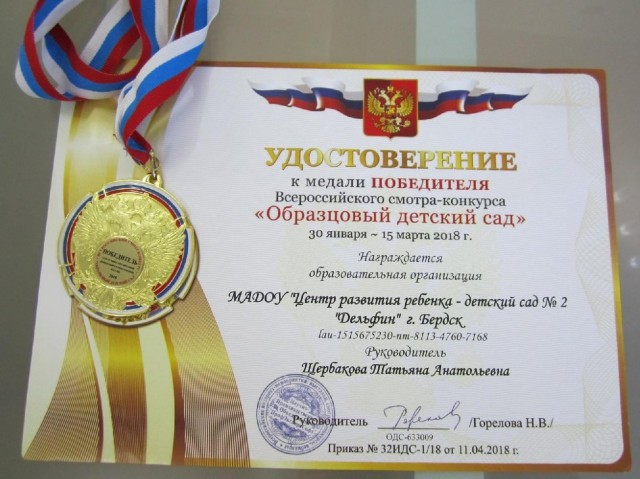 УДОСТОВЕРЕНИЕ
к медали ПОБЕДИТЕЛЯ
Всероссийского смотра-конкурса
«Образцовый детский сад»
30 января ~ 15 марта 2018 г.
Награждается
образовательная организация
МАДОУ "Центр развития ребенка - детский сад № 2
"Дельфин" г. Бердск
lau-1515675230-nm-8113-4760-7168
Руководитель
Щербакова Татьяна Анатольевна
Руководитель /Горелова Н.В./
ОДС-633009
Приказ № 32ИДС-1/18 от 11.04.2018 г.
ПОБЕДИТЕЛЬ